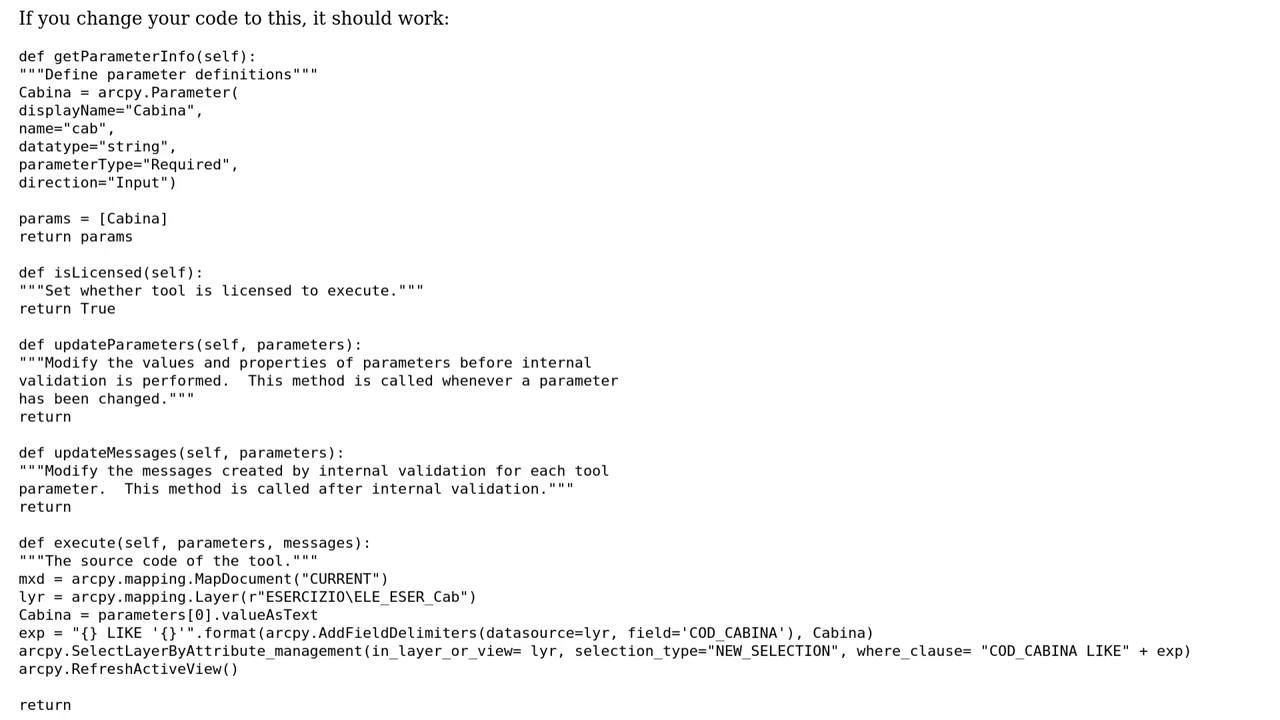 If you change your code to this, it should work:
def getParameterInfo(self):
"""Define parameter definitions"""
Cabina = arcpy.Parameter(
displayName="Cabina",
name="cab",
datatype="string",
parameterType="Required",
direction="Input")
params = [Cabina]
return params
def isLicensed(self):
"""Set whether tool is licensed to execute."""
return True
def updateParameters(self, parameters):
"""Modify the values and properties of parameters before internal
validation is performed.  This method is called whenever a parameter
has been changed."""
return
def updateMessages(self, parameters):
"""Modify the messages created by internal validation for each tool
parameter.  This method is called after internal validation."""
return
def execute(self, parameters, messages):
"""The source code of the tool."""
mxd = arcpy.mapping.MapDocument("CURRENT")
lyr = arcpy.mapping.Layer(r"ESERCIZIO\ELE_ESER_Cab")
Cabina = parameters[0].valueAsText
exp = "{} LIKE '{}'".format(arcpy.AddFieldDelimiters(datasource=lyr, field='COD_CABINA'), Cabina)
arcpy.SelectLayerByAttribute_management(in_layer_or_view= lyr, selection_type="NEW_SELECTION", where_clause= "COD_CABINA LIKE" + exp)
arcpy.RefreshActiveView()
return